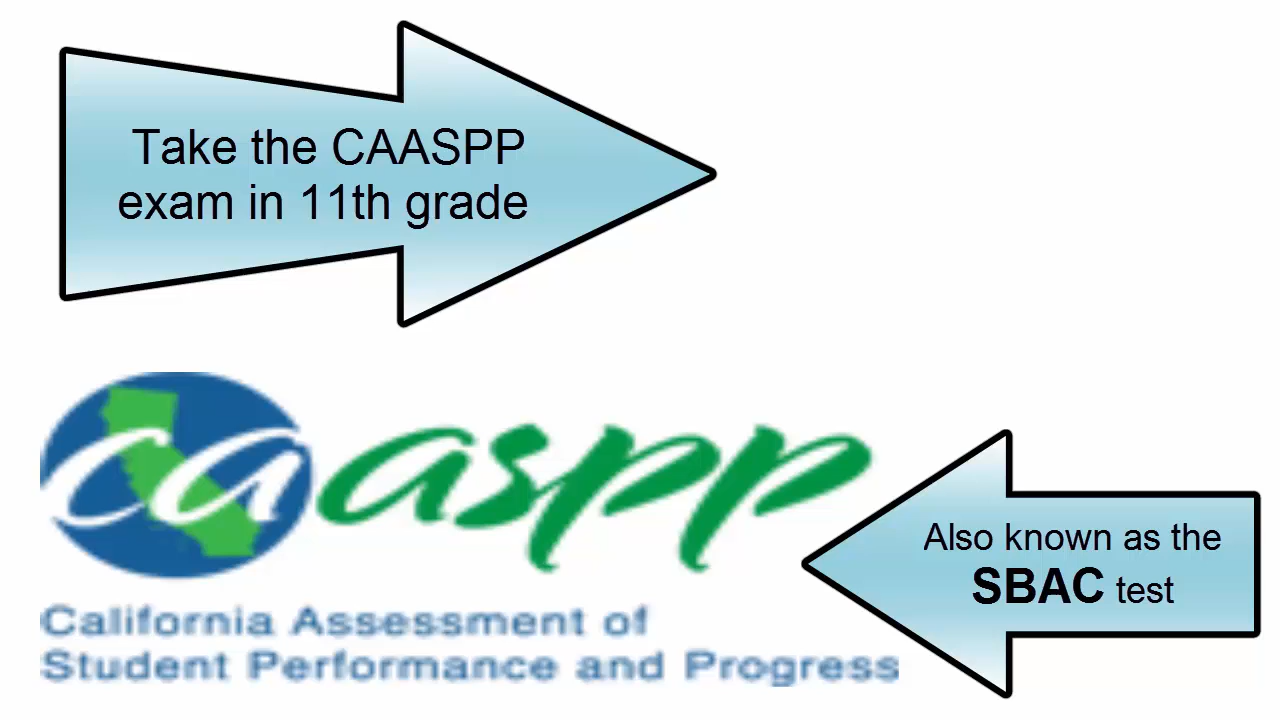 Take the CAASPP
exam in 11th grade
caaspp
California Assessment of
Student Performance and Progress
Also known as the
SBAC test